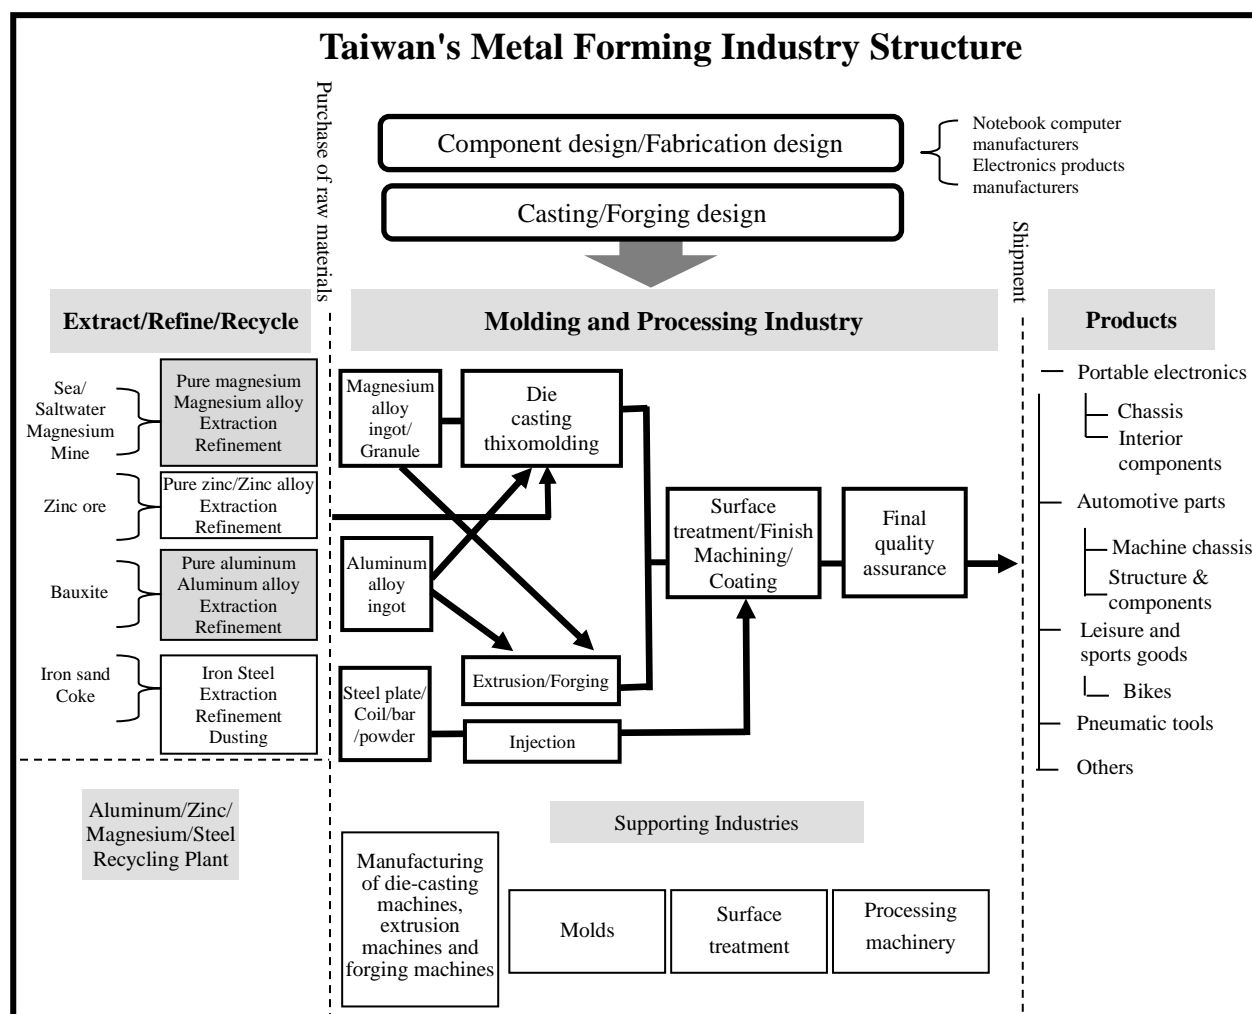 Taiwan's Metal Forming Industry Structure
Purchase of raw materials
Component design/Fabrication design
Notebook computer
manufacturers
Electronics products
manufacturers
Casting/Forging design
Shipment
Extract/Refine/Recycle
Molding and Processing Industry
Products
Sea/
Saltwater
Magnesium
Mine
Pure magnesium
Magnesium alloy
Extraction
Refinement
Zinc ore
Pure zinc/Zinc alloy
Extraction
Refinement
Bauxite
Pure aluminum
Aluminum alloy
Extraction
Refinement
Iron sand
Coke
Iron Steel
Extraction
Refinement
Dusting
Aluminum/Zinc/
Magnesium/Steel
Recycling Plant
Magnesium
alloy
ingot/
Granule
Die
casting
thixomolding
Aluminum
alloy
ingot
Extrusion/Forging
Steel plate/
Coil/bar
/powder
Injection
Surface
treatment/Finish
Machining/
Coating
Final
quality
assurance
Portable electronics
Chassis
Interior
components
Automotive parts
Machine chassis
Structure &
components
Leisure and
sports goods
Bikes
Pneumatic tools
Others
Supporting Industries
Manufacturing
of die-casting
machines,
extrusion
machines and
forging machines
Molds
Surface
treatment
Processing
machinery